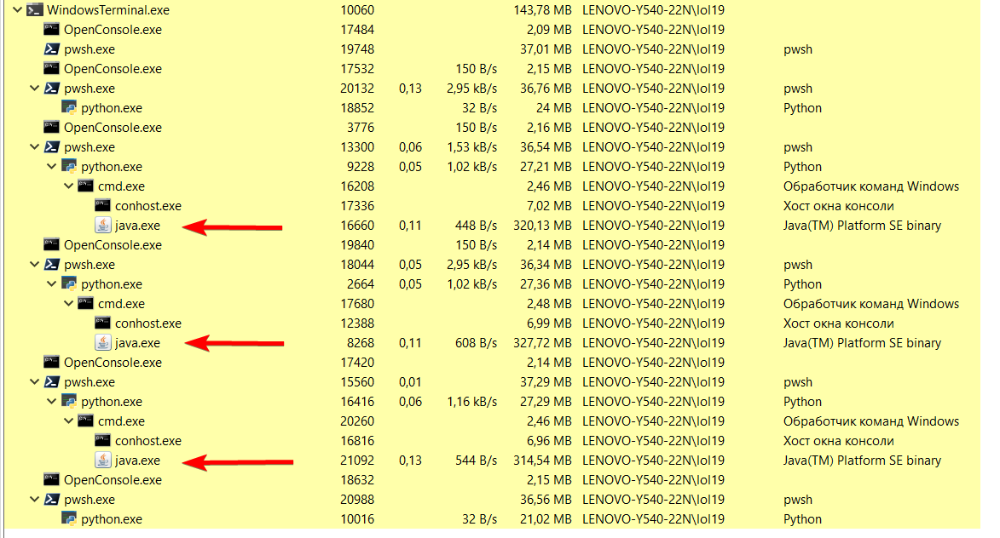 WindowsTerminal.exe 10060 143,78 MB LENOVO-Y540-22N\lol19
OpenConsole.exe 17484 2,09 MB LENOVO-Y540-22N\lol19
pwsh.exe 19748 37,01 MB LENOVO-Y540-22N\lol19 pwsh
OpenConsole.exe 17532 150 B/s 2,15 MB LENOVO-Y540-22N\lol19
pwsh.exe 20132 0,13 2,95 kB/s 36,76 MB LENOVO-Y540-22N\lol19 pwsh
python.exe 18852 32 B/s 24 MB LENOVO-Y540-22N\lol19 Python
OpenConsole.exe 3776 150 B/s 2,16 MB LENOVO-Y540-22N\lol19
pwsh.exe 13300 0,06 1,53 kB/s 36,54 MB LENOVO-Y540-22N\lol19 pwsh
python.exe 9228 0,05 1,02 kB/s 27,21 MB LENOVO-Y540-22N\lol19 Python
cmd.exe 16208 2,46 MB LENOVO-Y540-22N\lol19 Обработчик команд Windows
conhost.exe 17336 7,02 MB LENOVO-Y540-22N\lol19 Хост окна консоли
java.exe 16660 0,11 448 B/s 320,13 MB LENOVO-Y540-22N\lol19 Java(TM) Platform SE binary
OpenConsole.exe 19840 150 B/s 2,14 MB LENOVO-Y540-22N\lol19
pwsh.exe 18044 0,05 2,95 kB/s 36,34 MB LENOVO-Y540-22N\lol19 pwsh
python.exe 2664 0,05 1,02 kB/s 27,36 MB LENOVO-Y540-22N\lol19 Python
cmd.exe 17680 2,48 MB LENOVO-Y540-22N\lol19 Обработчик команд Windows
conhost.exe 12388 6,99 MB LENOVO-Y540-22N\lol19 Хост окна консоли
java.exe 8268 0,11 608 B/s 327,72 MB LENOVO-Y540-22N\lol19 Java(TM) Platform SE binary
OpenConsole.exe 17420 2,14 MB LENOVO-Y540-22N\lol19
pwsh.exe 15560 0,01 37,29 MB LENOVO-Y540-22N\lol19 pwsh
python.exe 16416 0,06 1,16 kB/s 27,29 MB LENOVO-Y540-22N\lol19 Python
cmd.exe 20260 2,46 MB LENOVO-Y540-22N\lol19 Обработчик команд Windows
conhost.exe 16816 6,96 MB LENOVO-Y540-22N\lol19 Хост окна консоли
java.exe 21092 0,13 544 B/s 314,54 MB LENOVO-Y540-22N\lol19 Java(TM) Platform SE binary
OpenConsole.exe 18632 2,15 MB LENOVO-Y540-22N\lol19
pwsh.exe 20988 36,56 MB LENOVO-Y540-22N\lol19 pwsh
python.exe 10016 32 B/s 21,02 MB LENOVO-Y540-22N\lol19 Python